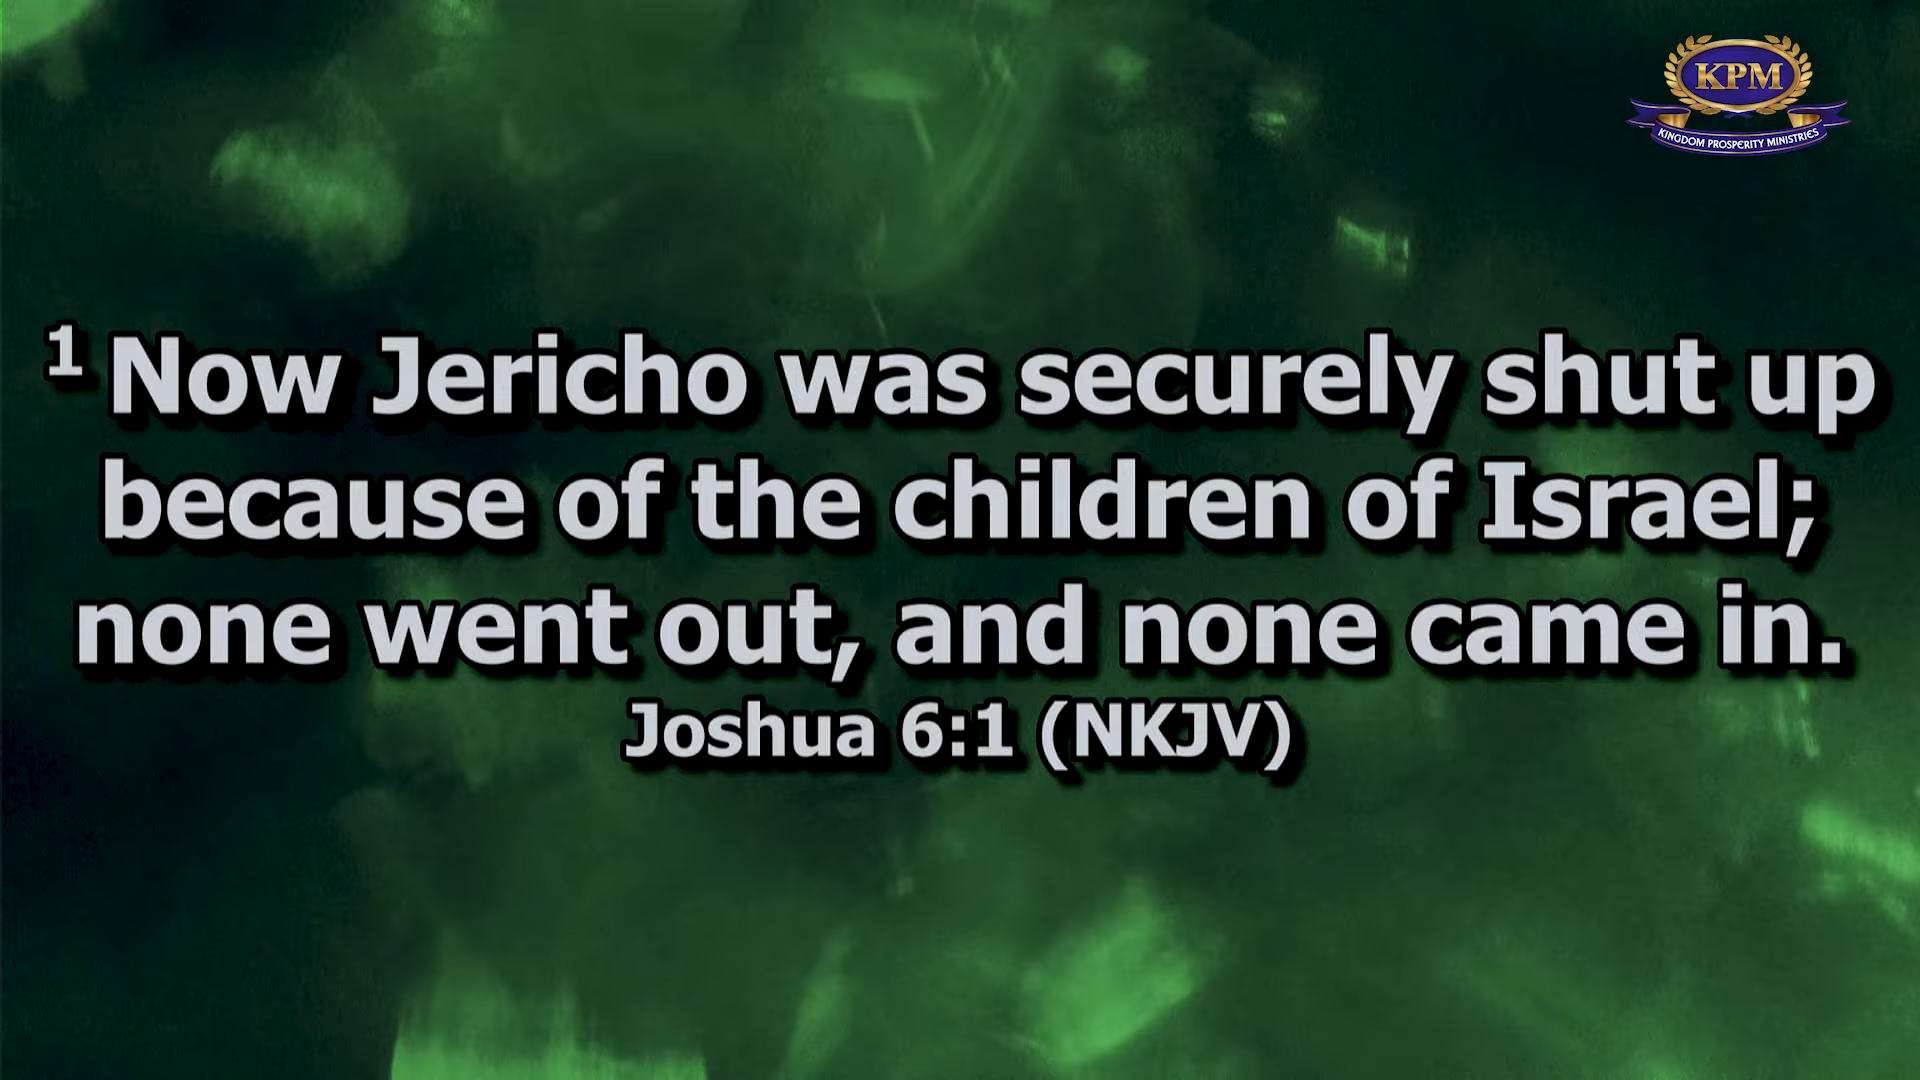 KPM
KINGDOM PROSPERITY MINISTRIES
1 Now Jericho was securely shut up
because of the children of Israel;
none went out, and none came in.
Joshua 6:1 (NKJV)